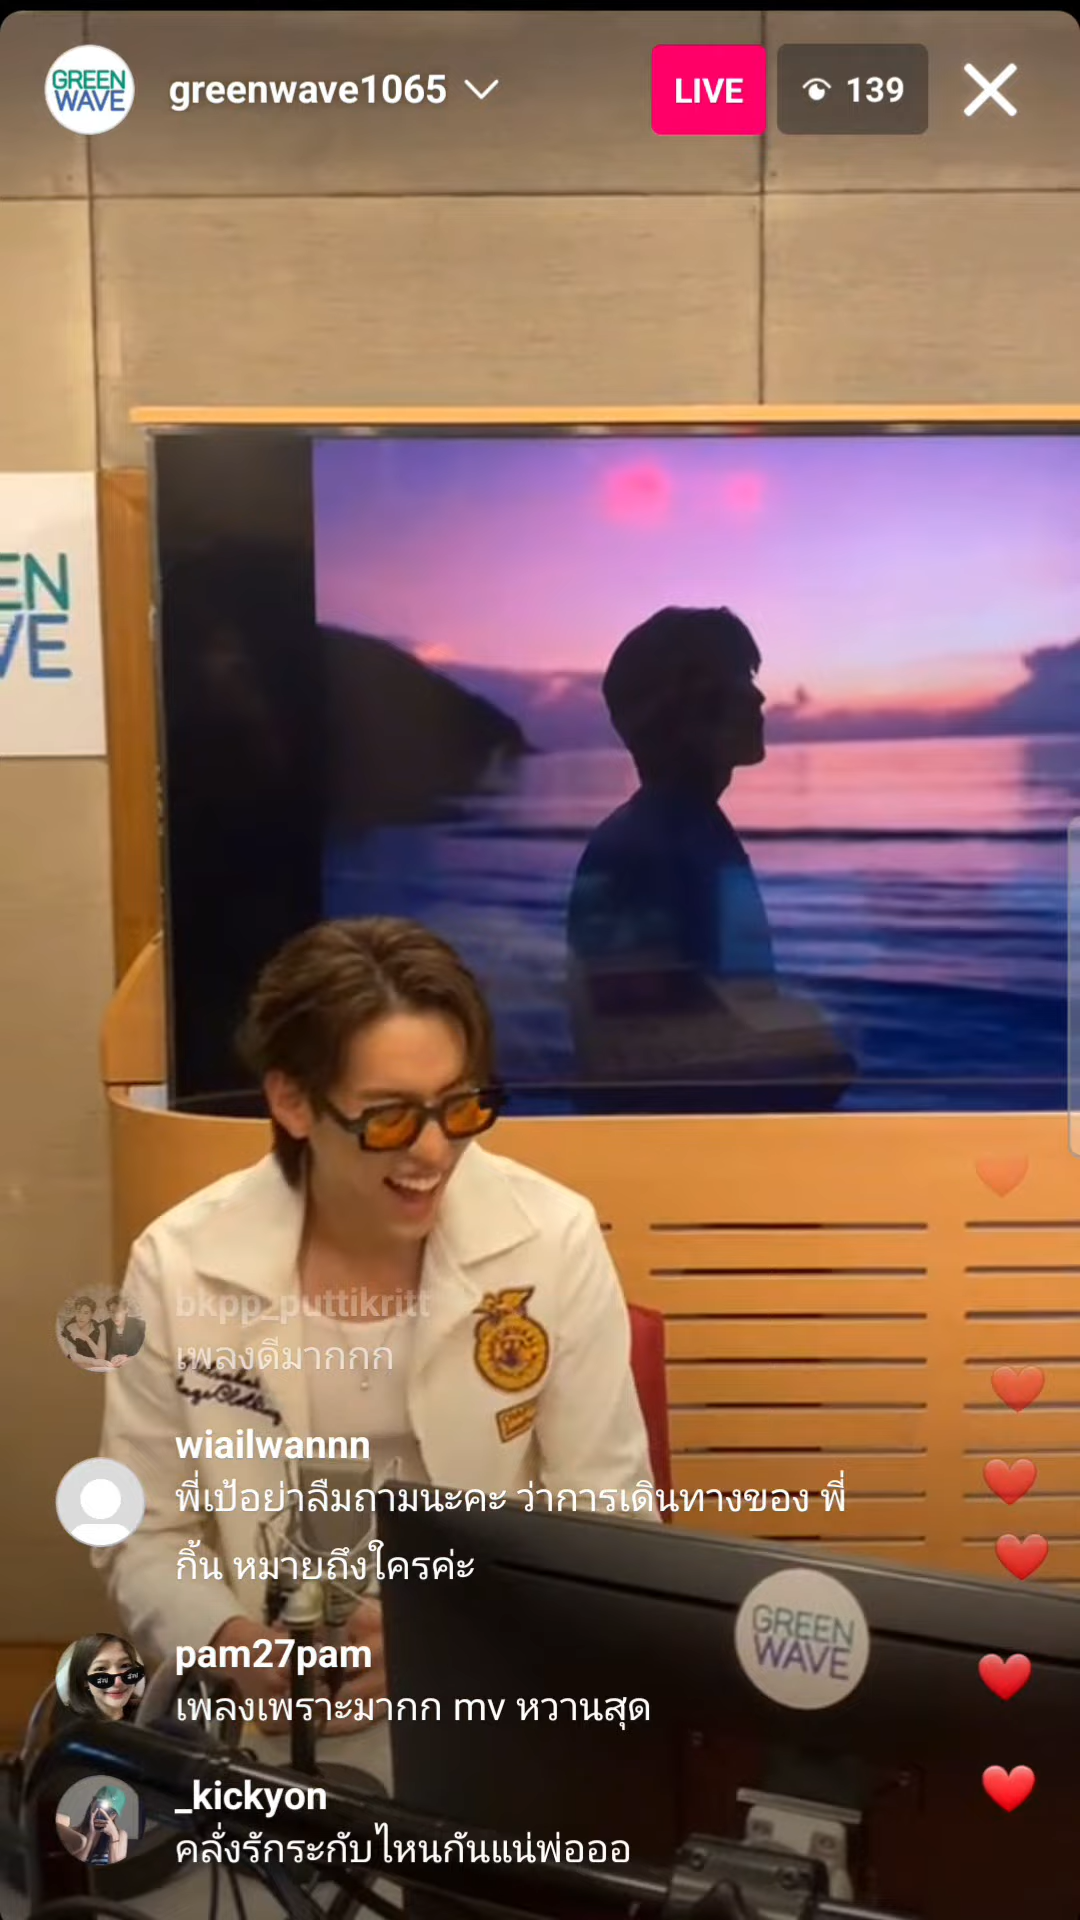 GREEN
WAVE
greenwave1065
LIVE
139
EN
VE
bkpp_puttikritt
เพลงดีมากกก
wiailwannn
พี่เป้อย่าลืมถามนะคะ ว่าการเดินทางของ พี่
กิ้น หมายถึงใครค่ะ
GREEN
WAVE
pam27pam
เพลงเพราะมากก mv หวานสุด
_kickyon
คลั่งรักระกับไหนกันแน่พ่อออ